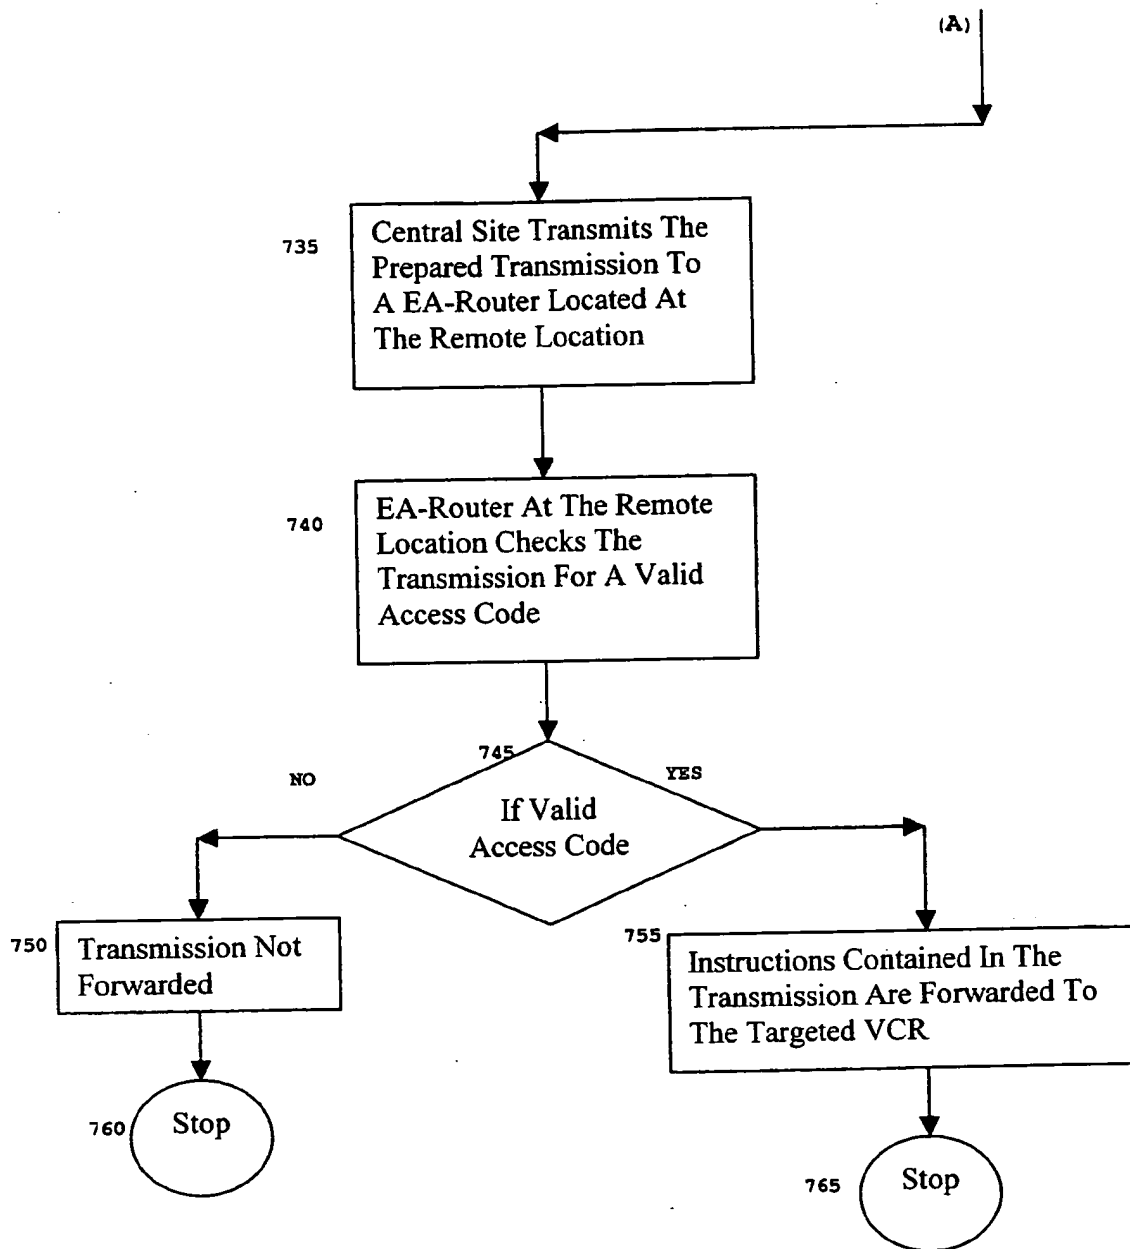 (A)
735
Central Site Transmits The
Prepared Transmission To
A EA-Router Located At
The Remote Location
740
EA-Router At The Remote
Location Checks The
Transmission For A Valid
Access Code
745
NO
YES
If Valid
Access Code
750
Transmission Not
Forwarded
755
Instructions Contained In The
Transmission Are Forwarded To
The Targeted VCR
760
Stop
765
Stop